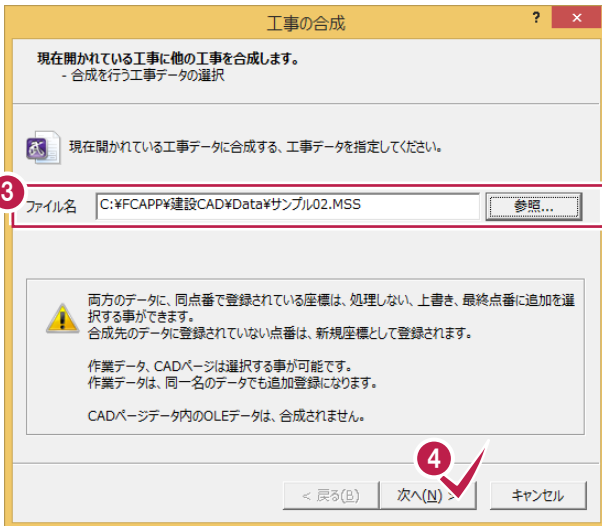 工事の合成
? ×
現在開かれている工事に他の工事を合成します。
- 合成を行う工事データの選択
現在開かれている工事データに合成する、工事データを指定してください。
3
ファイル名 C:¥FCAPP¥建設CAD¥Data¥サンプル02.MSS 参照...
両方のデータに、同点番で登録されている座標は、処理しない、上書き、最終点番に追加を選
択する事ができます。
合成先のデータに登録されていない点番は、新規座標として登録されます。
作業データ、CADページは選択する事が可能です。
作業データは、同一名のデータでも追加登録になります。
CADページデータ内のOLEデータは、合成されません。
4
< 戻る(B) 次へ(N) > キャンセル